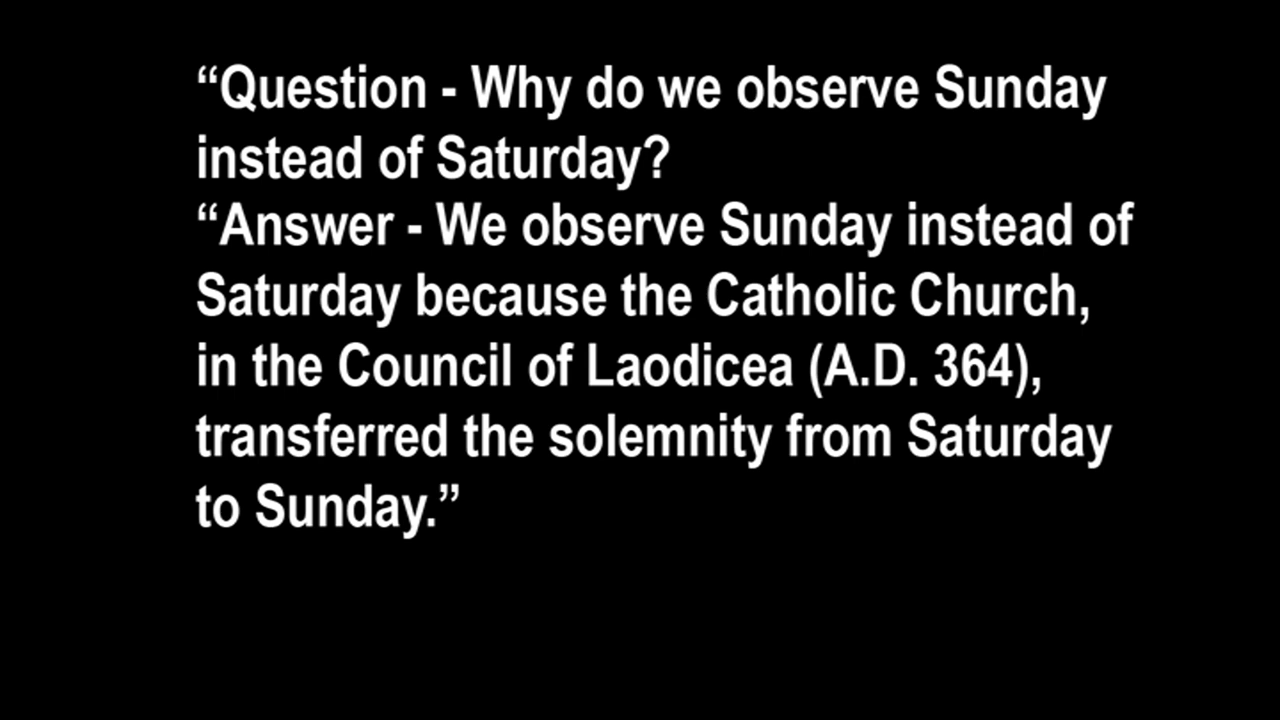 “Question - Why do we observe Sunday
instead of Saturday?
“Answer - We observe Sunday instead of
Saturday because the Catholic Church,
in the Council of Laodicea (A.D. 364),
transferred the solemnity from Saturday
to Sunday.”